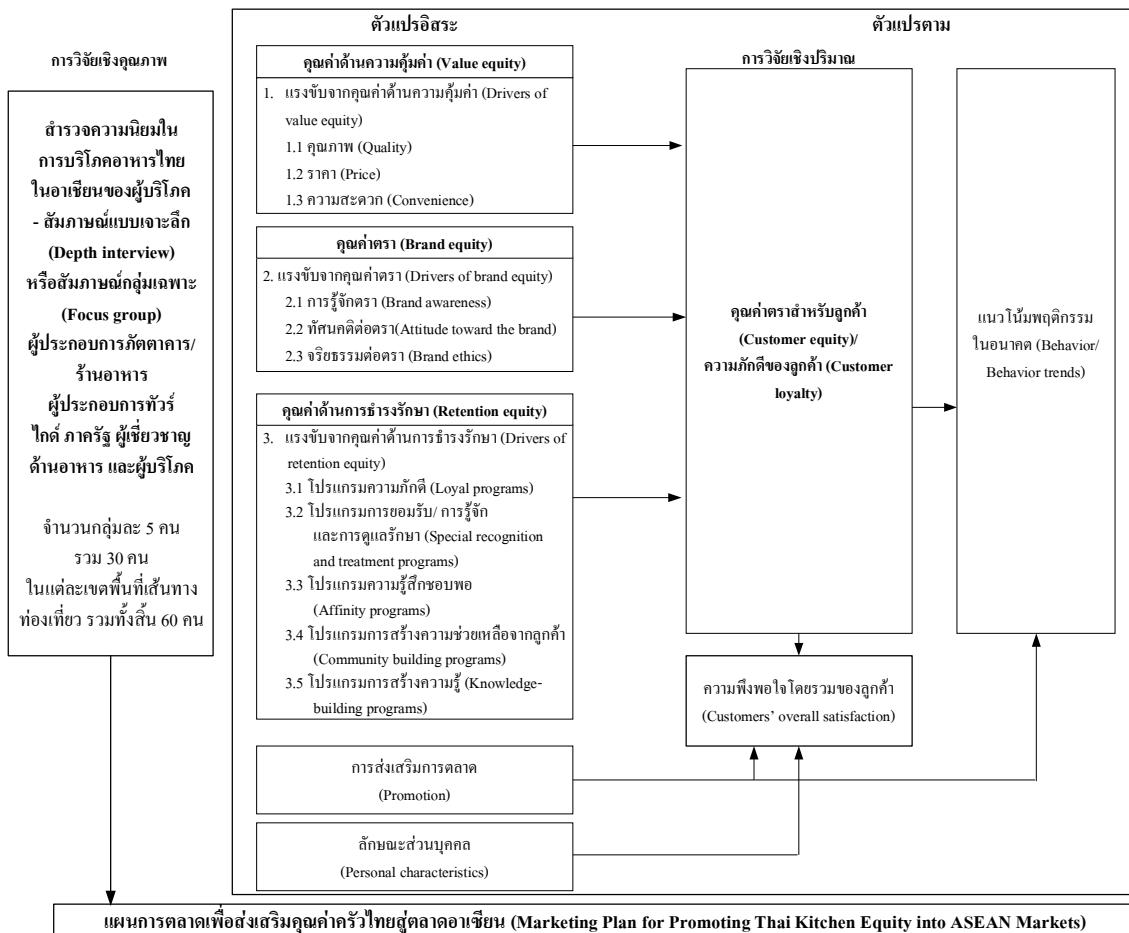 ตัวแปรอิสระ
ตัวแปรตาม
การวิจัยเชิงคุณภาพ
สำรวจความนิยมใน
การบริโภคอาหารไทย
ในอาเซียนของผู้บริโภค
- สัมภาษณ์แบบเจาะลึก
(Depth interview)
หรือสัมภาษณ์กลุ่มเฉพาะ
(Focus group)
ผู้ประกอบการภัตตาคาร/
ร้านอาหาร
ผู้ประกอบการทัวร์
ไกด์ ภาครัฐ ผู้เชี่ยวชาญ
ด้านอาหาร และผู้บริโภค
จำนวนกลุ่มละ 5 คน
รวม 30 คน
ในแต่ละเขตพื้นที่เส้นทาง
ท่องเที่ยว รวมทั้งสิ้น 60 คน
คุณค่าด้านความคุ้มค่า (Value equity)
1. แรงขับจากคุณค่าด้านความคุ้มค่า (Drivers of
value equity)
1.1 คุณภาพ (Quality)
1.2 ราคา (Price)
1.3 ความสะดวก (Convenience)
คุณค่าตรา (Brand equity)
2. แรงขับจากคุณค่าตรา (Drivers of brand equity)
2.1 การรู้จักตรา (Brand awareness)
2.2 ทัศนคติต่อตรา(Attitude toward the brand)
2.3 จริยธรรมต่อตรา (Brand ethics)
คุณค่าด้านการธำรงรักษา (Retention equity)
3. แรงขับจากคุณค่าด้านการธำรงรักษา (Drivers of
retention equity)
3.1 โปรแกรมความภักดี (Loyal programs)
3.2 โปรแกรมการยอมรับ/ การรู้จัก
และการดูแลรักษา (Special recognition
and treatment programs)
3.3 โปรแกรมความรู้สึกชอบพอ
(Affinity programs)
3.4 โปรแกรมการสร้างความช่วยเหลือจากลูกค้า
(Community building programs)
3.5 โปรแกรมการสร้างความรู้ (Knowledge-
building programs)
การส่งเสริมการตลาด
(Promotion)
ลักษณะส่วนบุคคล
(Personal characteristics)
การวิจัยเชิงปริมาณ
คุณค่าตราสำหรับลูกค้า
(Customer equity)/
ความภักดีของลูกค้า (Customer
loyalty)
ความพึงพอใจโดยรวมของลูกค้า
(Customers' overall satisfaction)
แนวโน้มพฤติกรรม
ในอนาคต (Behavior/
Behavior trends)
แผนการตลาดเพื่อส่งเสริมคุณค่าครัวไทยสู่ตลาดอาเซียน (Marketing Plan for Promoting Thai Kitchen Equity into ASEAN Markets)